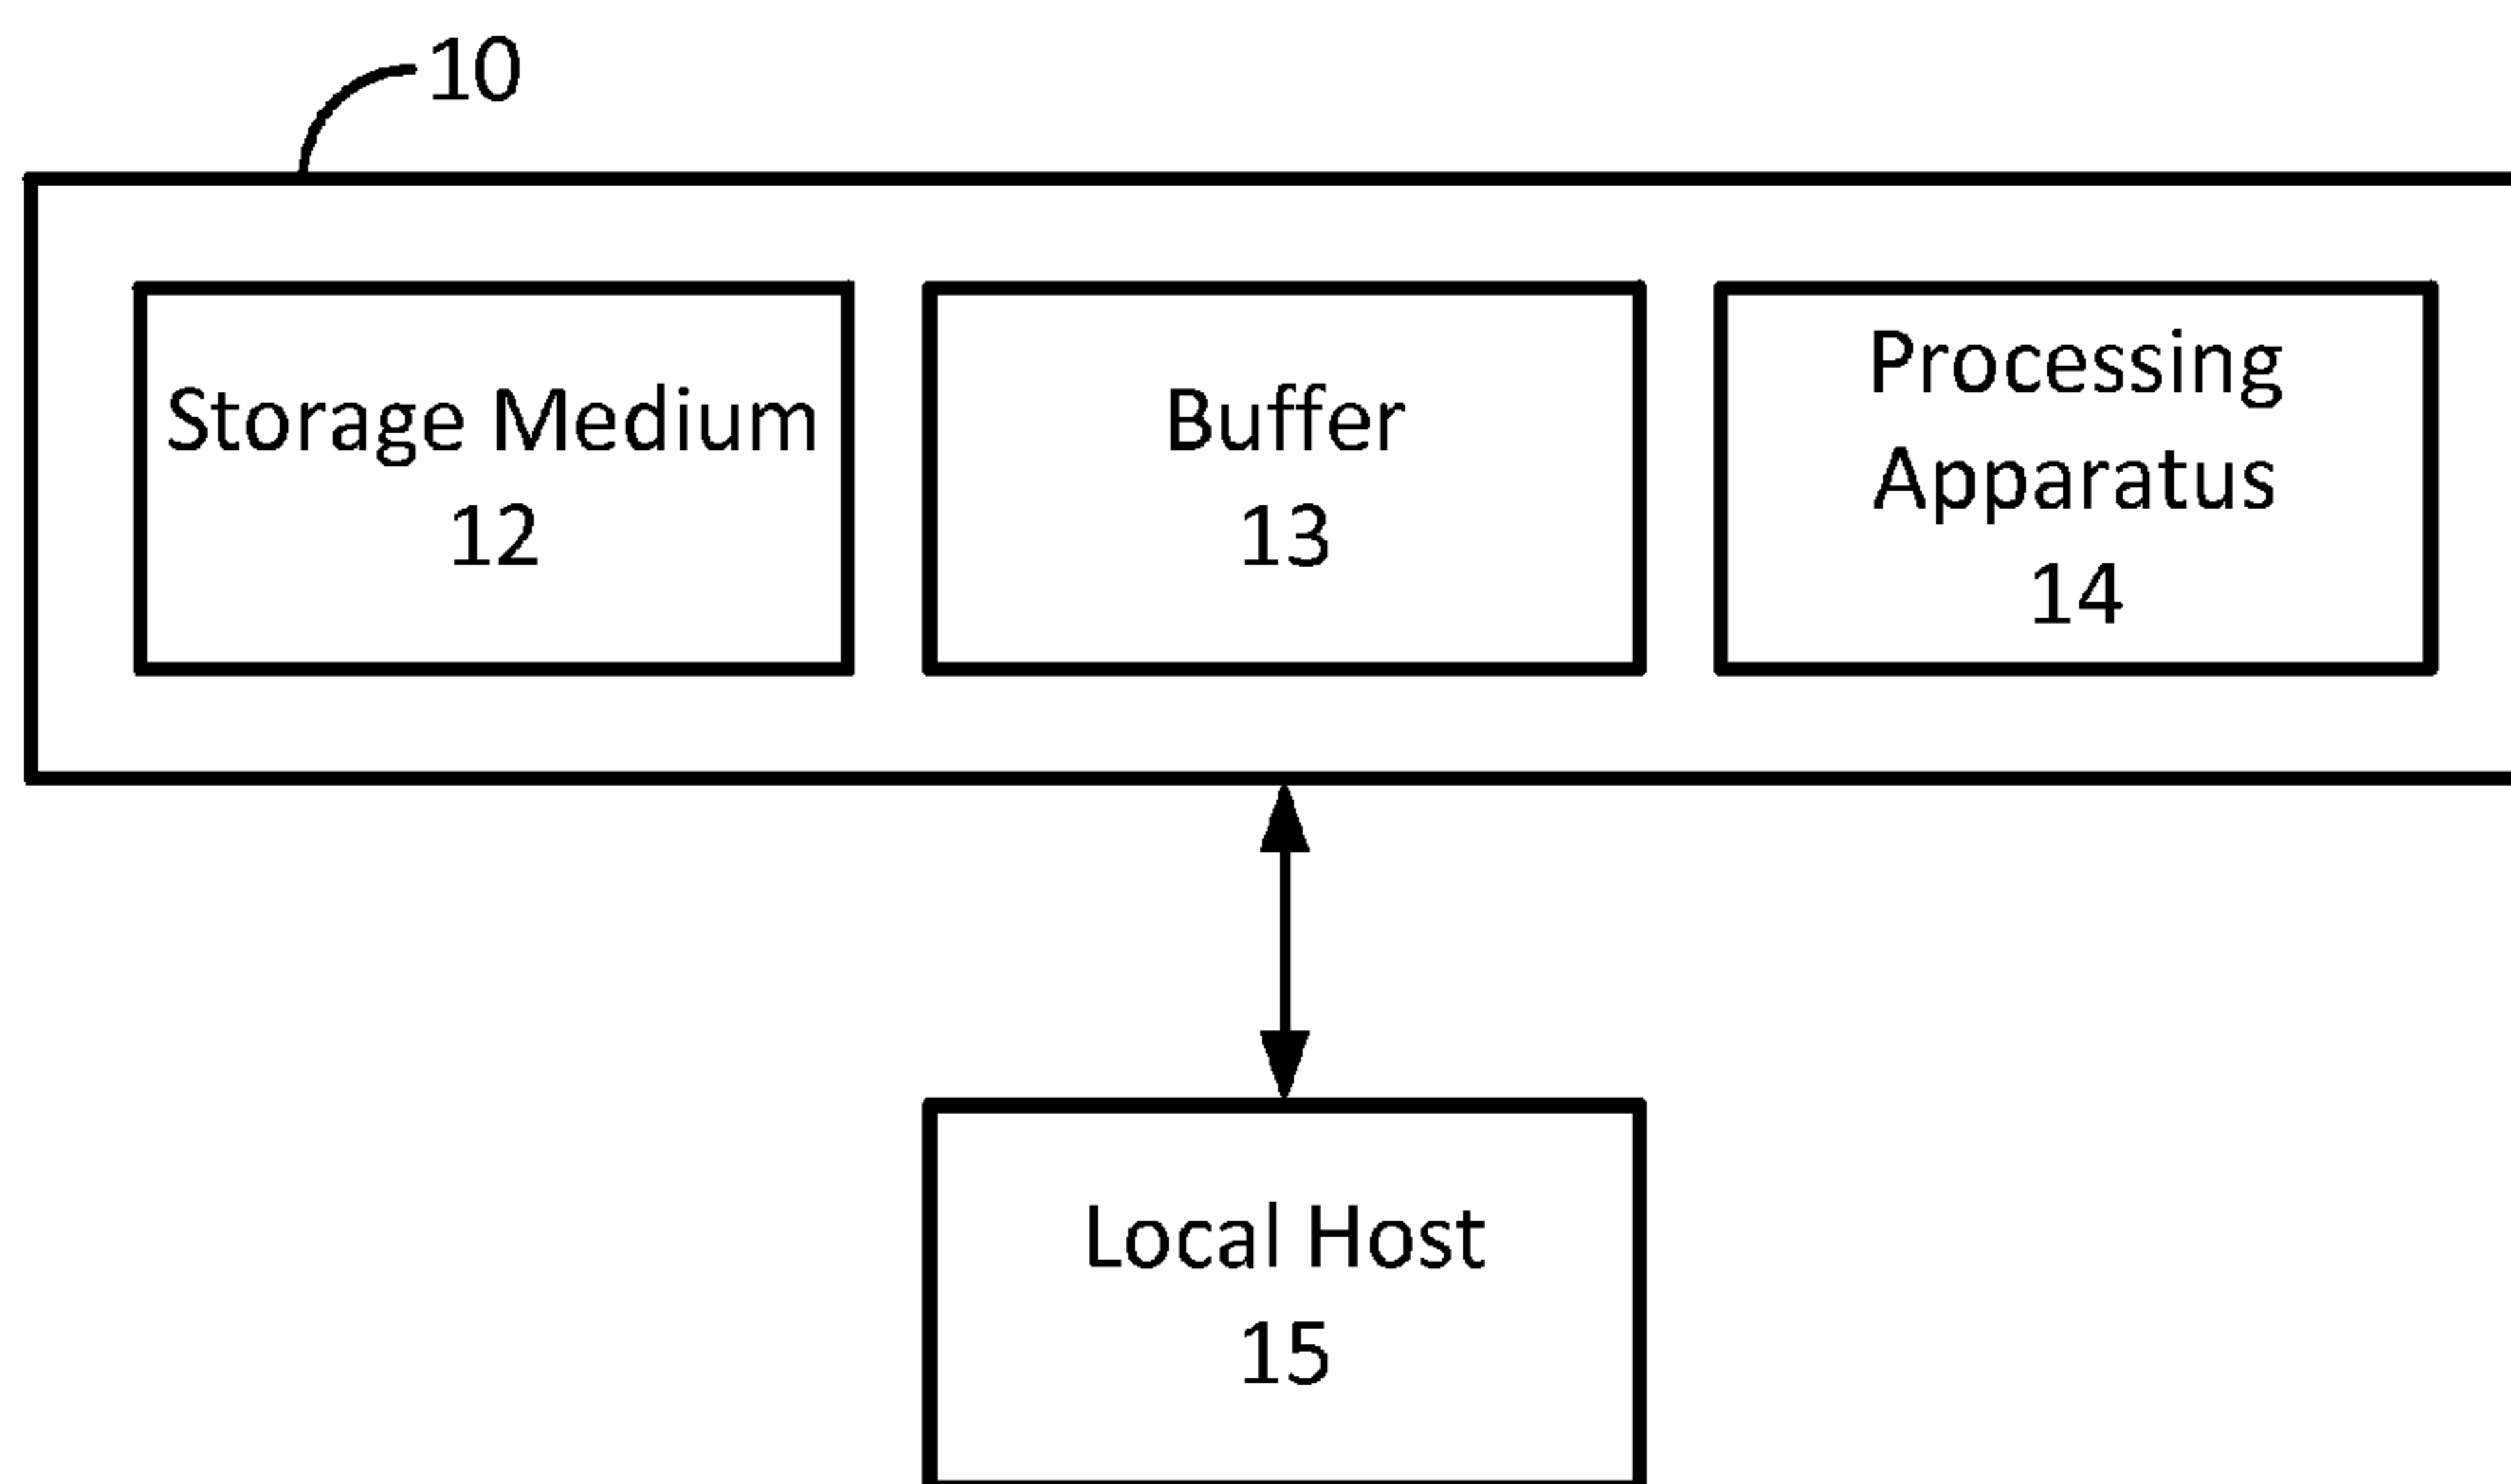 10
Storage Medium
12
Buffer
13
Processing
Apparatus
14
Local Host
15